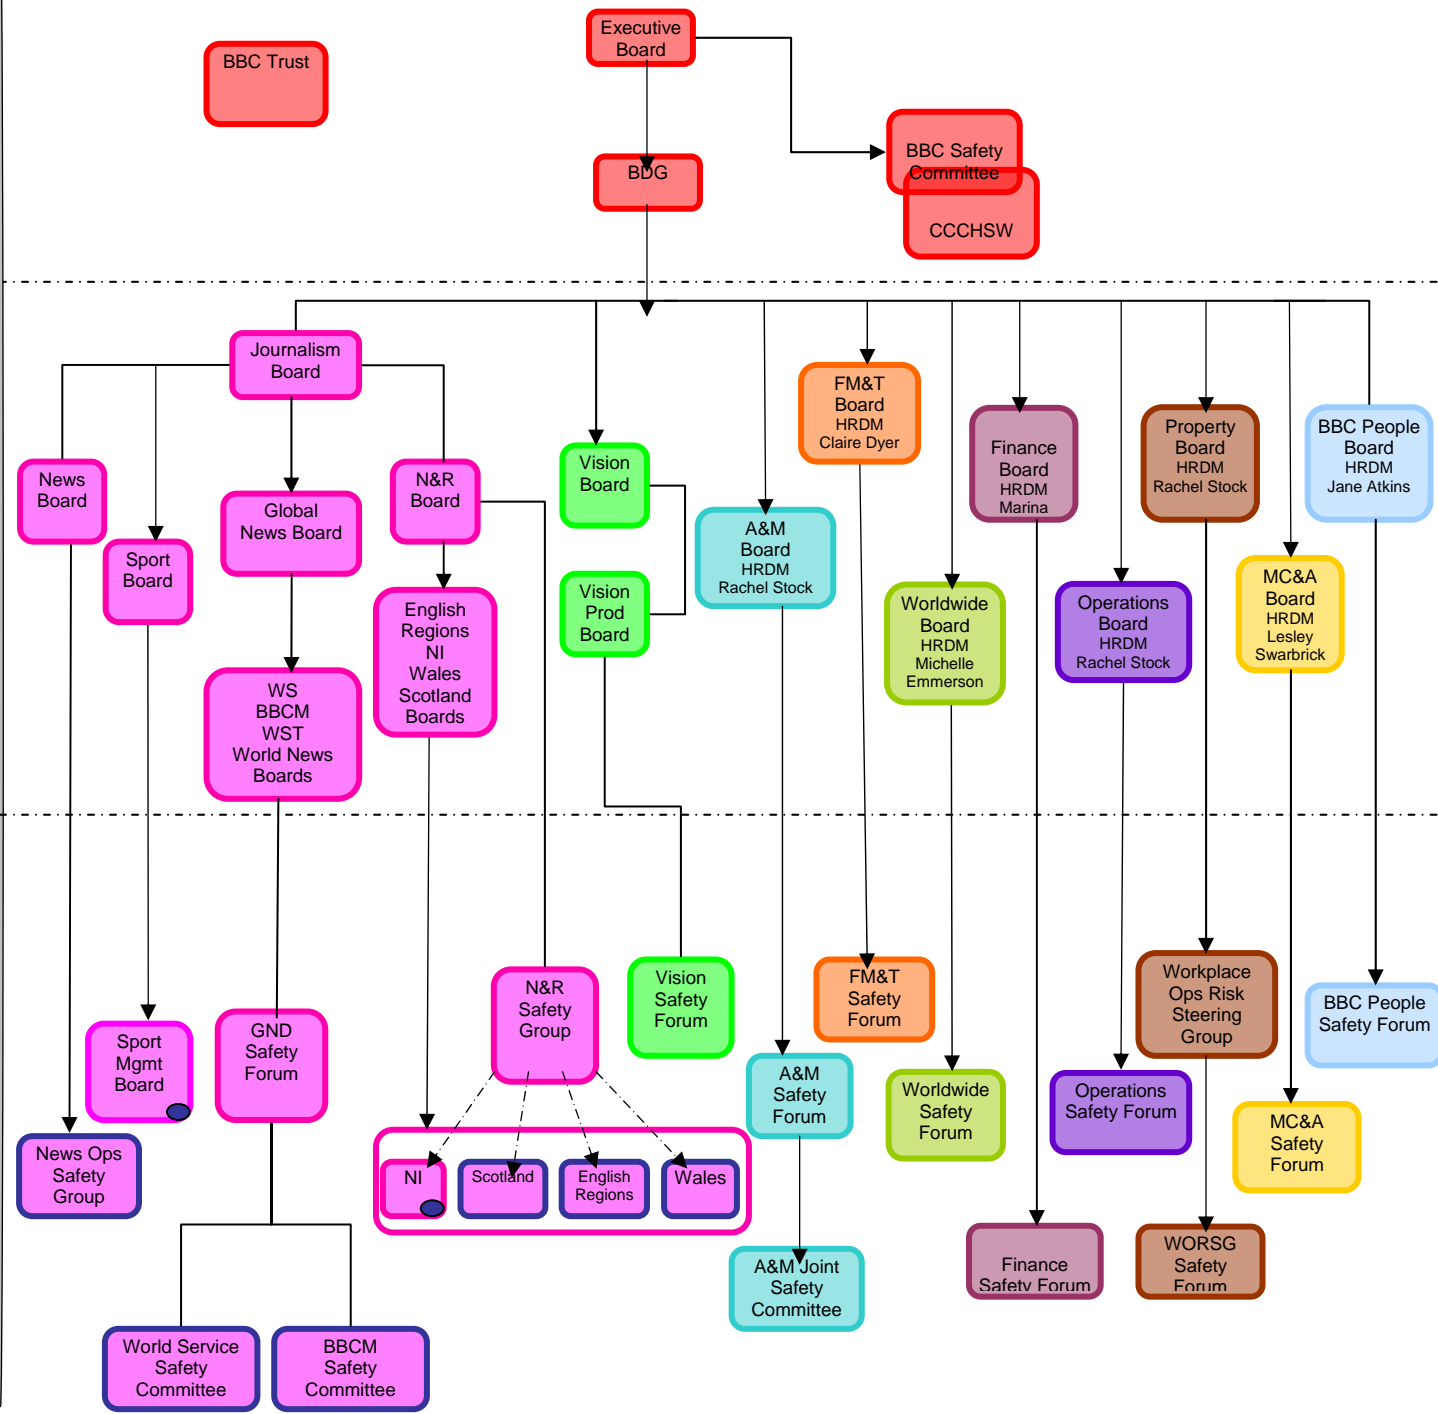 Executive
Board
BBC Trust
BBC Safety
Committee
BDG
CCCHSW
Journalism
Board
FM&T
Board
HRDM
Claire Dyer
Finance
Board
HRDM
Marina
Property
Board
HRDM
Rachel Stock
BBC People
Board
HRDM
Jane Atkins
News
Board
Global
News Board
N&R
Board
Vision
Board
Sport
Board
A&M
Board
HRDM
Rachel Stock
MC&A
Board
HRDM
Lesley
Swarbrick
English
Regions
NI
Wales
Scotland
Boards
Vision
Prod
Board
Worldwide
Board
HRDM
Michelle
Emmerson
Operations
Board
HRDM
Rachel Stock
WS
BBCM
WST
World News
Boards
N&R
Safety
Group
Vision
Safety
Forum
FM&T
Safety
Forum
Workplace
Ops Risk
Steering
Group
BBC People
Safety Forum
Sport
Mgmt
Board
GND
Safety
Forum
A&M
Safety
Forum
Worldwide
Safety
Forum
Operations
Safety Forum
MC&A
Safety
Forum
News Ops
Safety
Group
NI
Scotland
English
Regions
Wales
A&M Joint
Safety
Committee
Finance
Safety Forum
WORSG
Safety
Forum
World Service
Safety
Committee
BBCM
Safety
Committee